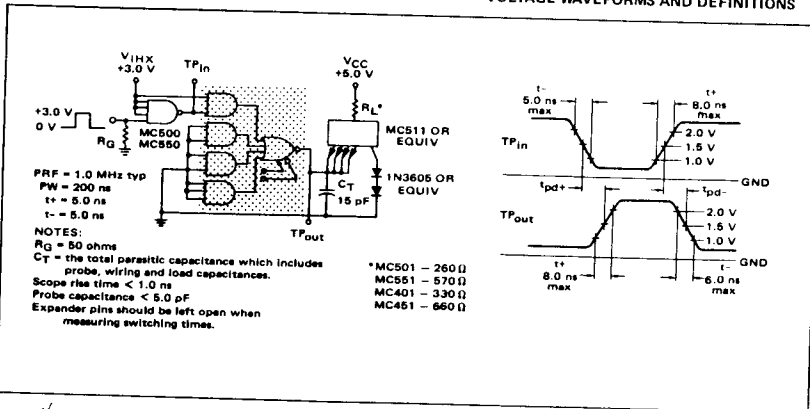 VOLTAGE WAVEFORMS AND DEFINITIONS
VIHX
+3.0 V
TPin
+3.0 V
0 V
RG
MC500
MC550
VCC
+5.0 V
RL*
MC511 OR
EQUIV
CT
15 pF
1N3605 OR
EQUIV
TPout
PRF = 1.0 MHz typ
PW = 200 ns
t+ = 5.0 ns
t- = 5.0 ns
NOTES:
RG = 50 ohms
CT = the total parasitic capacitance which includes
probe, wiring and load capacitances.
Scope rise time < 1.0 ns
Probe capacitance < 5.0 pF
Expander pins should be left open when
measuring switching times.
*MC501 – 260 Ω
MC551 – 570 Ω
MC401 – 330 Ω
MC451 – 660 Ω
t-
5.0 ns
max
t+
8.0 ns
max
TPin
2.0 V
1.5 V
1.0 V
GND
tpd+
tpd-
TPout
2.0 V
1.5 V
1.0 V
GND
t+
8.0 ns
max
t-
6.0 ns
max